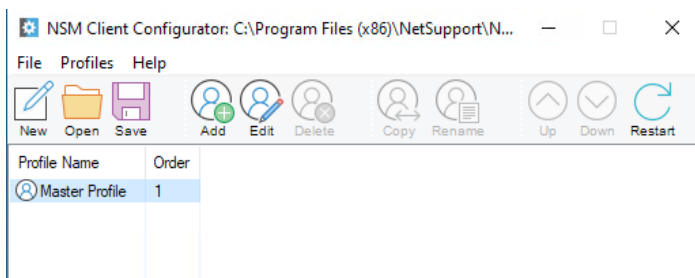 NSM Client Configurator: C:\Program Files (x86)\NetSupport\N...
File Profiles Help
New Open Save Add Edit Delete Copy Rename Up Down Restart
Profile Name Order
Master Profile 1